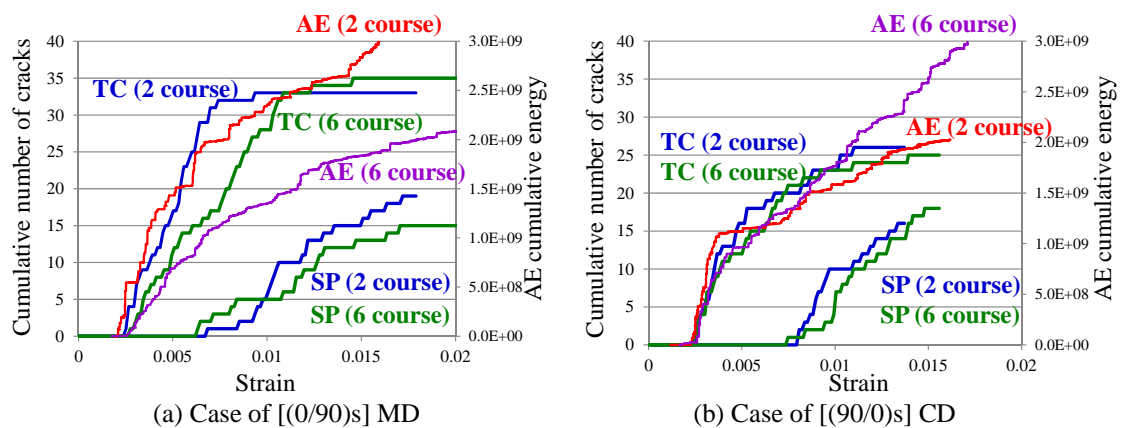 AE (2 course)
AE (6 course)
Cumulative number of cracks
40
35
30
25
20
15
10
5
0
TC (2 course)
TC (6 course)
AE (6 course)
SP (2 course)
SP (6 course)
3.0E+09
2.5E+09
2.0E+09
1.5E+09
1.0E+09
5.0E+08
0.0E+00
AE cumulative energy
0 0.005 0.01 0.015 0.02
Strain
(a) Case of [(0/90)s] MD
Cumulative number of cracks
40
35
30
25
20
15
10
5
0
TC (2 course)
AE (2 course)
TC (6 course)
SP (2 course)
SP (6 course)
3.0E+09
2.5E+09
2.0E+09
1.5E+09
1.0E+09
5.0E+08
0.0E+00
AE cumulative energy
0 0.005 0.01 0.015 0.02
Strain
(b) Case of [(90/0)s] CD